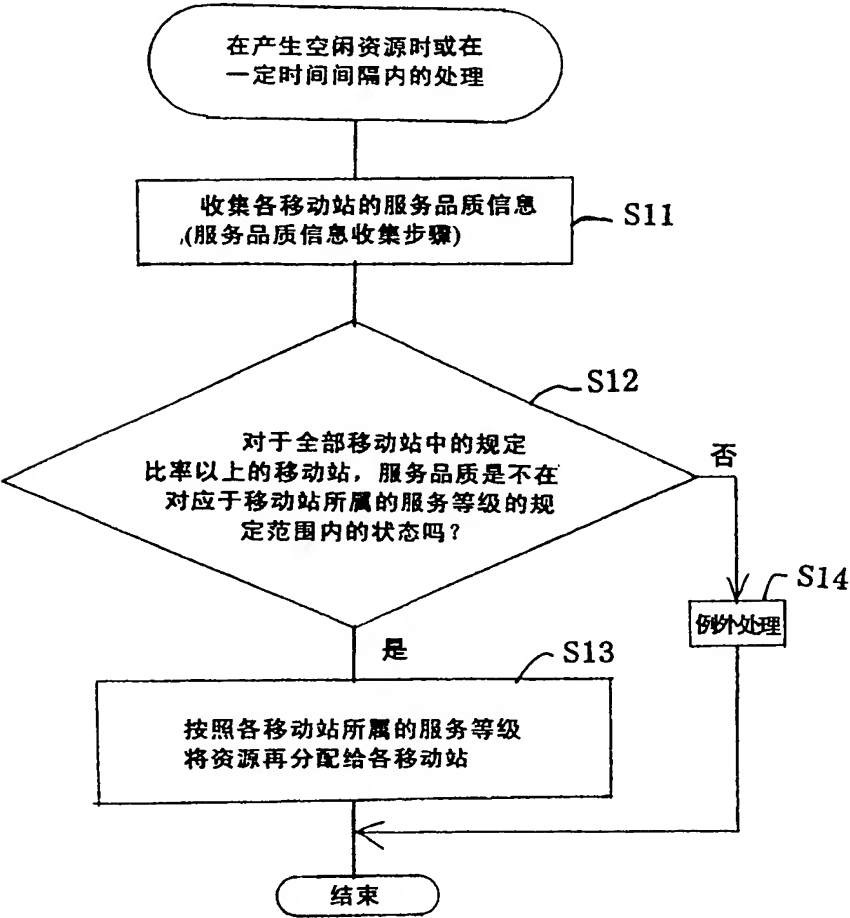 在产生空闲资源时或在
一定时间间隔内的处理
收集各移动站的服务品质信息
(服务品质信息收集步骤)
S11
S12
对于全部移动站中的规定
比率以上的移动站，服务品质是不在
对应于移动站所属的服务等级的规
定范围内的状态吗？
否
S14
例外处理
是
S13
按照各移动站所属的服务等级
将资源再分配给各移动站
结束